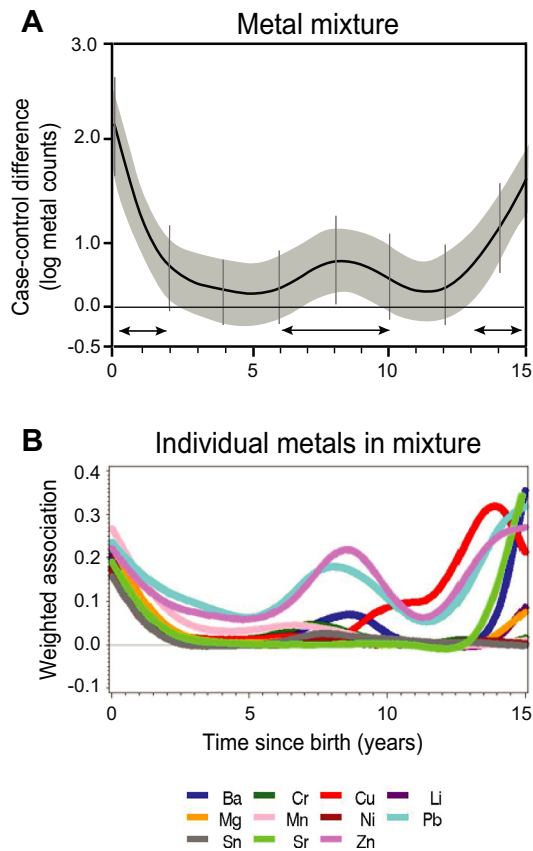 A
Metal mixture
Case-control difference
(log metal counts)
3.0
2.0
1.0
0.0
-0.5
0
5
10
15
B
Individual metals in mixture
Weighted association
0.4
0.3
0.2
0.1
0.0
-0.1
0
5
10
15
Time since birth (years)
Ba Cr Cu Li
Mg Mn Ni Pb
Sn Sr Zn